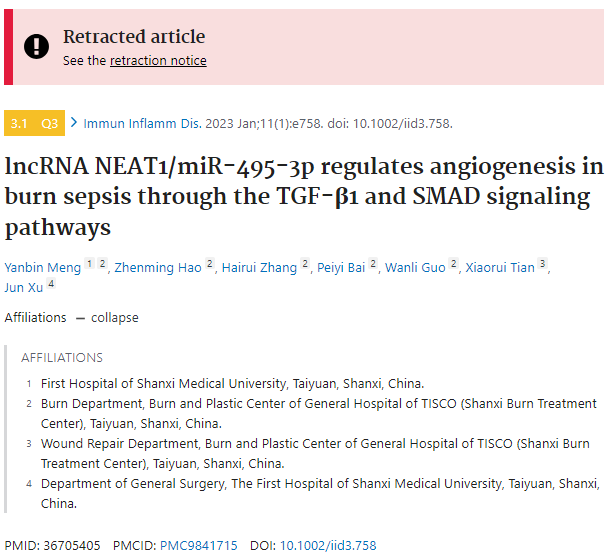 Retracted article
See the retraction notice
3.1 Q3 Immun Inflamm Dis. 2023 Jan;11(1):e758. doi: 10.1002/iid3.758.
lncRNA NEAT1/miR-495-3p regulates angiogenesis in
burn sepsis through the TGF-β1 and SMAD signaling
pathways
Yanbin Meng 1 2, Zhenming Hao 2, Hairui Zhang 2, Peiyi Bai 2, Wanli Guo 2, Xiaorui Tian 3,
Jun Xu 4
Affiliations — collapse
AFFILIATIONS
1 First Hospital of Shanxi Medical University, Taiyuan, Shanxi, China.
2 Burn Department, Burn and Plastic Center of General Hospital of TISCO (Shanxi Burn Treatment
Center), Taiyuan, Shanxi, China.
3 Wound Repair Department, Burn and Plastic Center of General Hospital of TISCO (Shanxi Burn
Treatment Center), Taiyuan, Shanxi, China.
4 Department of General Surgery, The First Hospital of Shanxi Medical University, Taiyuan, Shanxi,
China.
PMID: 36705405 PMCID: PMC9841715 DOI: 10.1002/iid3.758